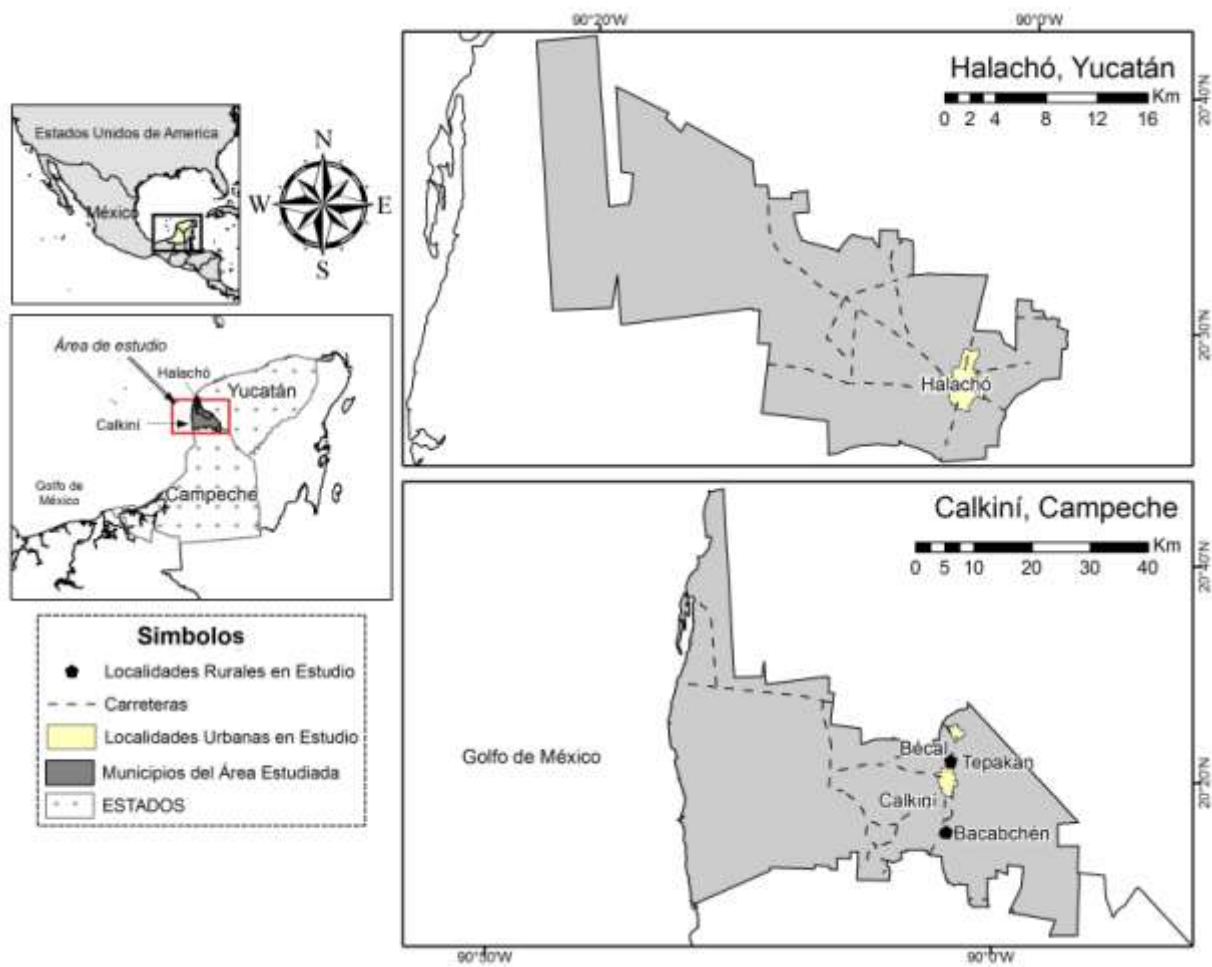 Estados Unidos de America
México
N
W
E
S
Área de estudio
Halachó
Yucatán
Calkiní
Golfo de
México
Campeche
Simbolos
Localidades Rurales en Estudio
Carreteras
Localidades Urbanas en Estudio
Municipios del Área Estudiada
ESTADOS
90°20'W
90°0'W
Halachó, Yucatán
Km
0 2 4 8 12 16
20°40'N
20°30'N
Halachó
Calkiní, Campeche
Km
0 5 10 20 30 40
20°40'N
Golfo de México
Bécal
Tepakán
20°20'N
Calkiní
Bacabchén
90°50'W
90°0'W